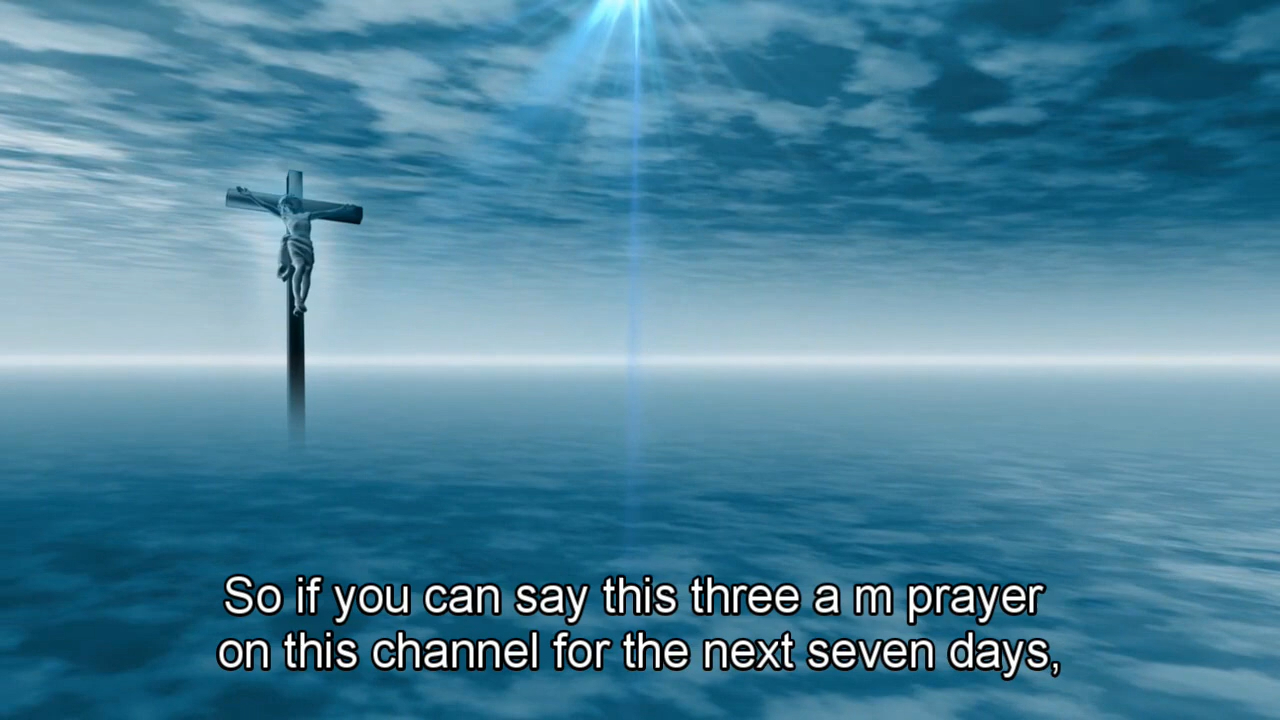 So if you can say this three a m prayer
on this channel for the next seven days,